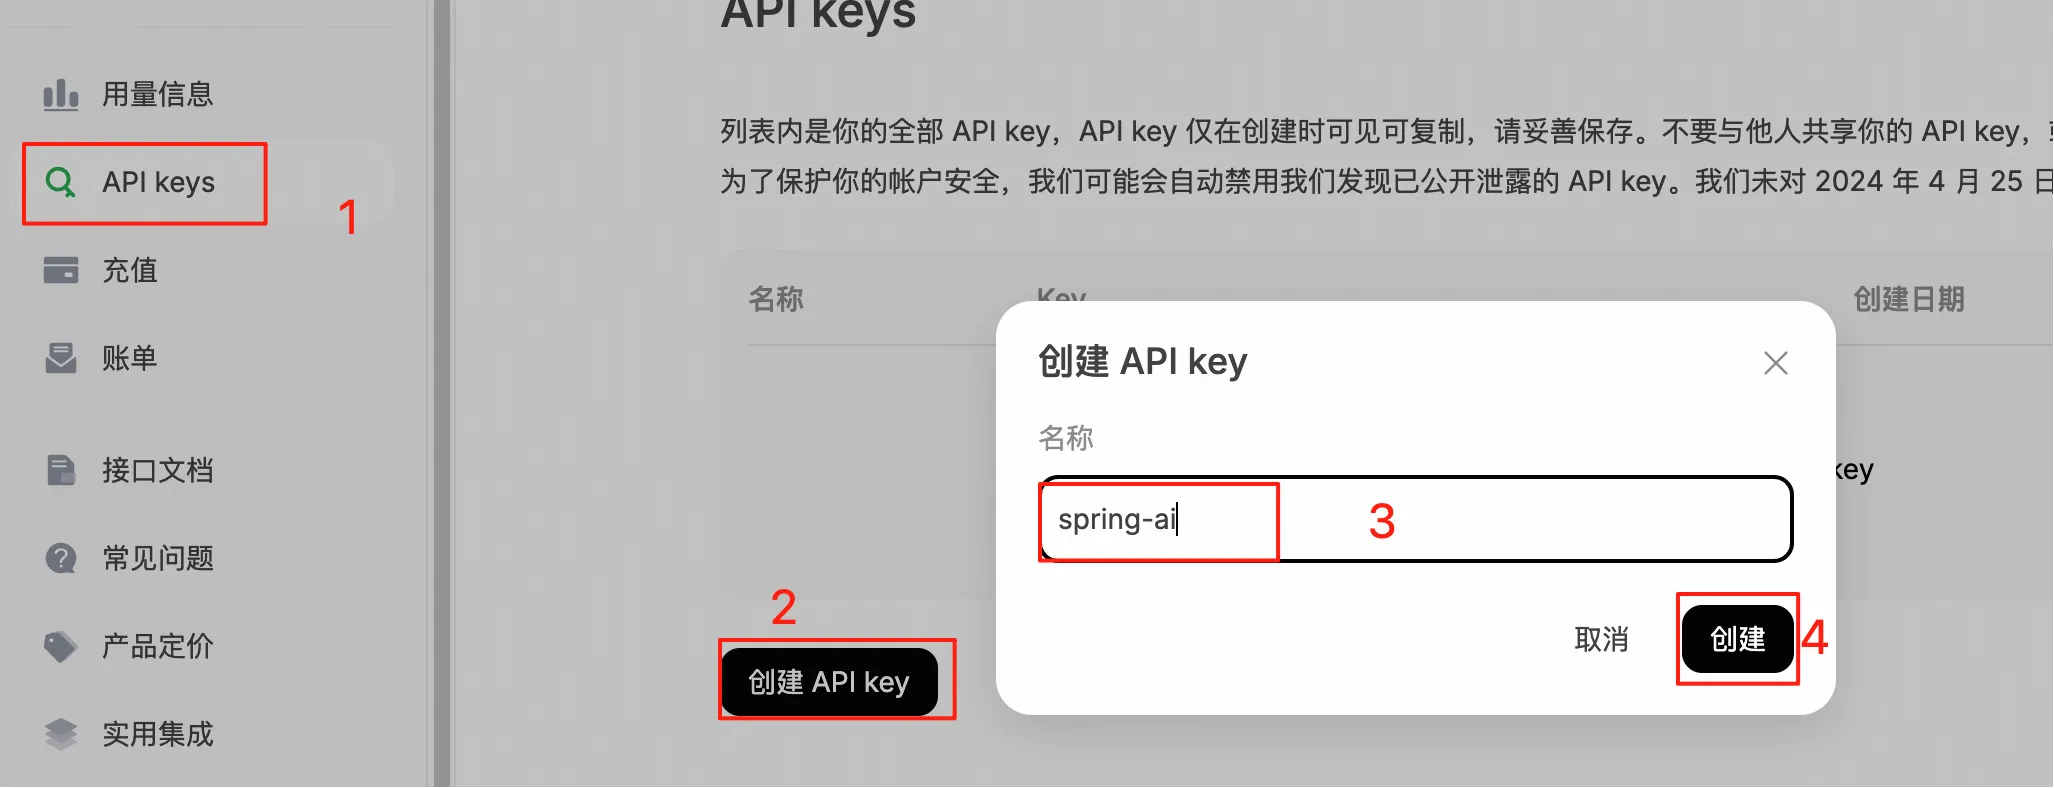 用量信息
API keys
1
充值
账单
接口文档
常见问题
产品定价
实用集成
API keys
列表内是你的全部 API key，API key 仅在创建时可见可复制，请妥善保存。不要与他人共享你的 API key，
为了保护你的帐户安全，我们可能会自动禁用我们发现已公开泄露的 API key。我们未对 2024 年 4 月 25 日
名称
Key
创建日期
key
2
创建 API key
创建 API key
名称
spring-ai
3
取消
创建
4